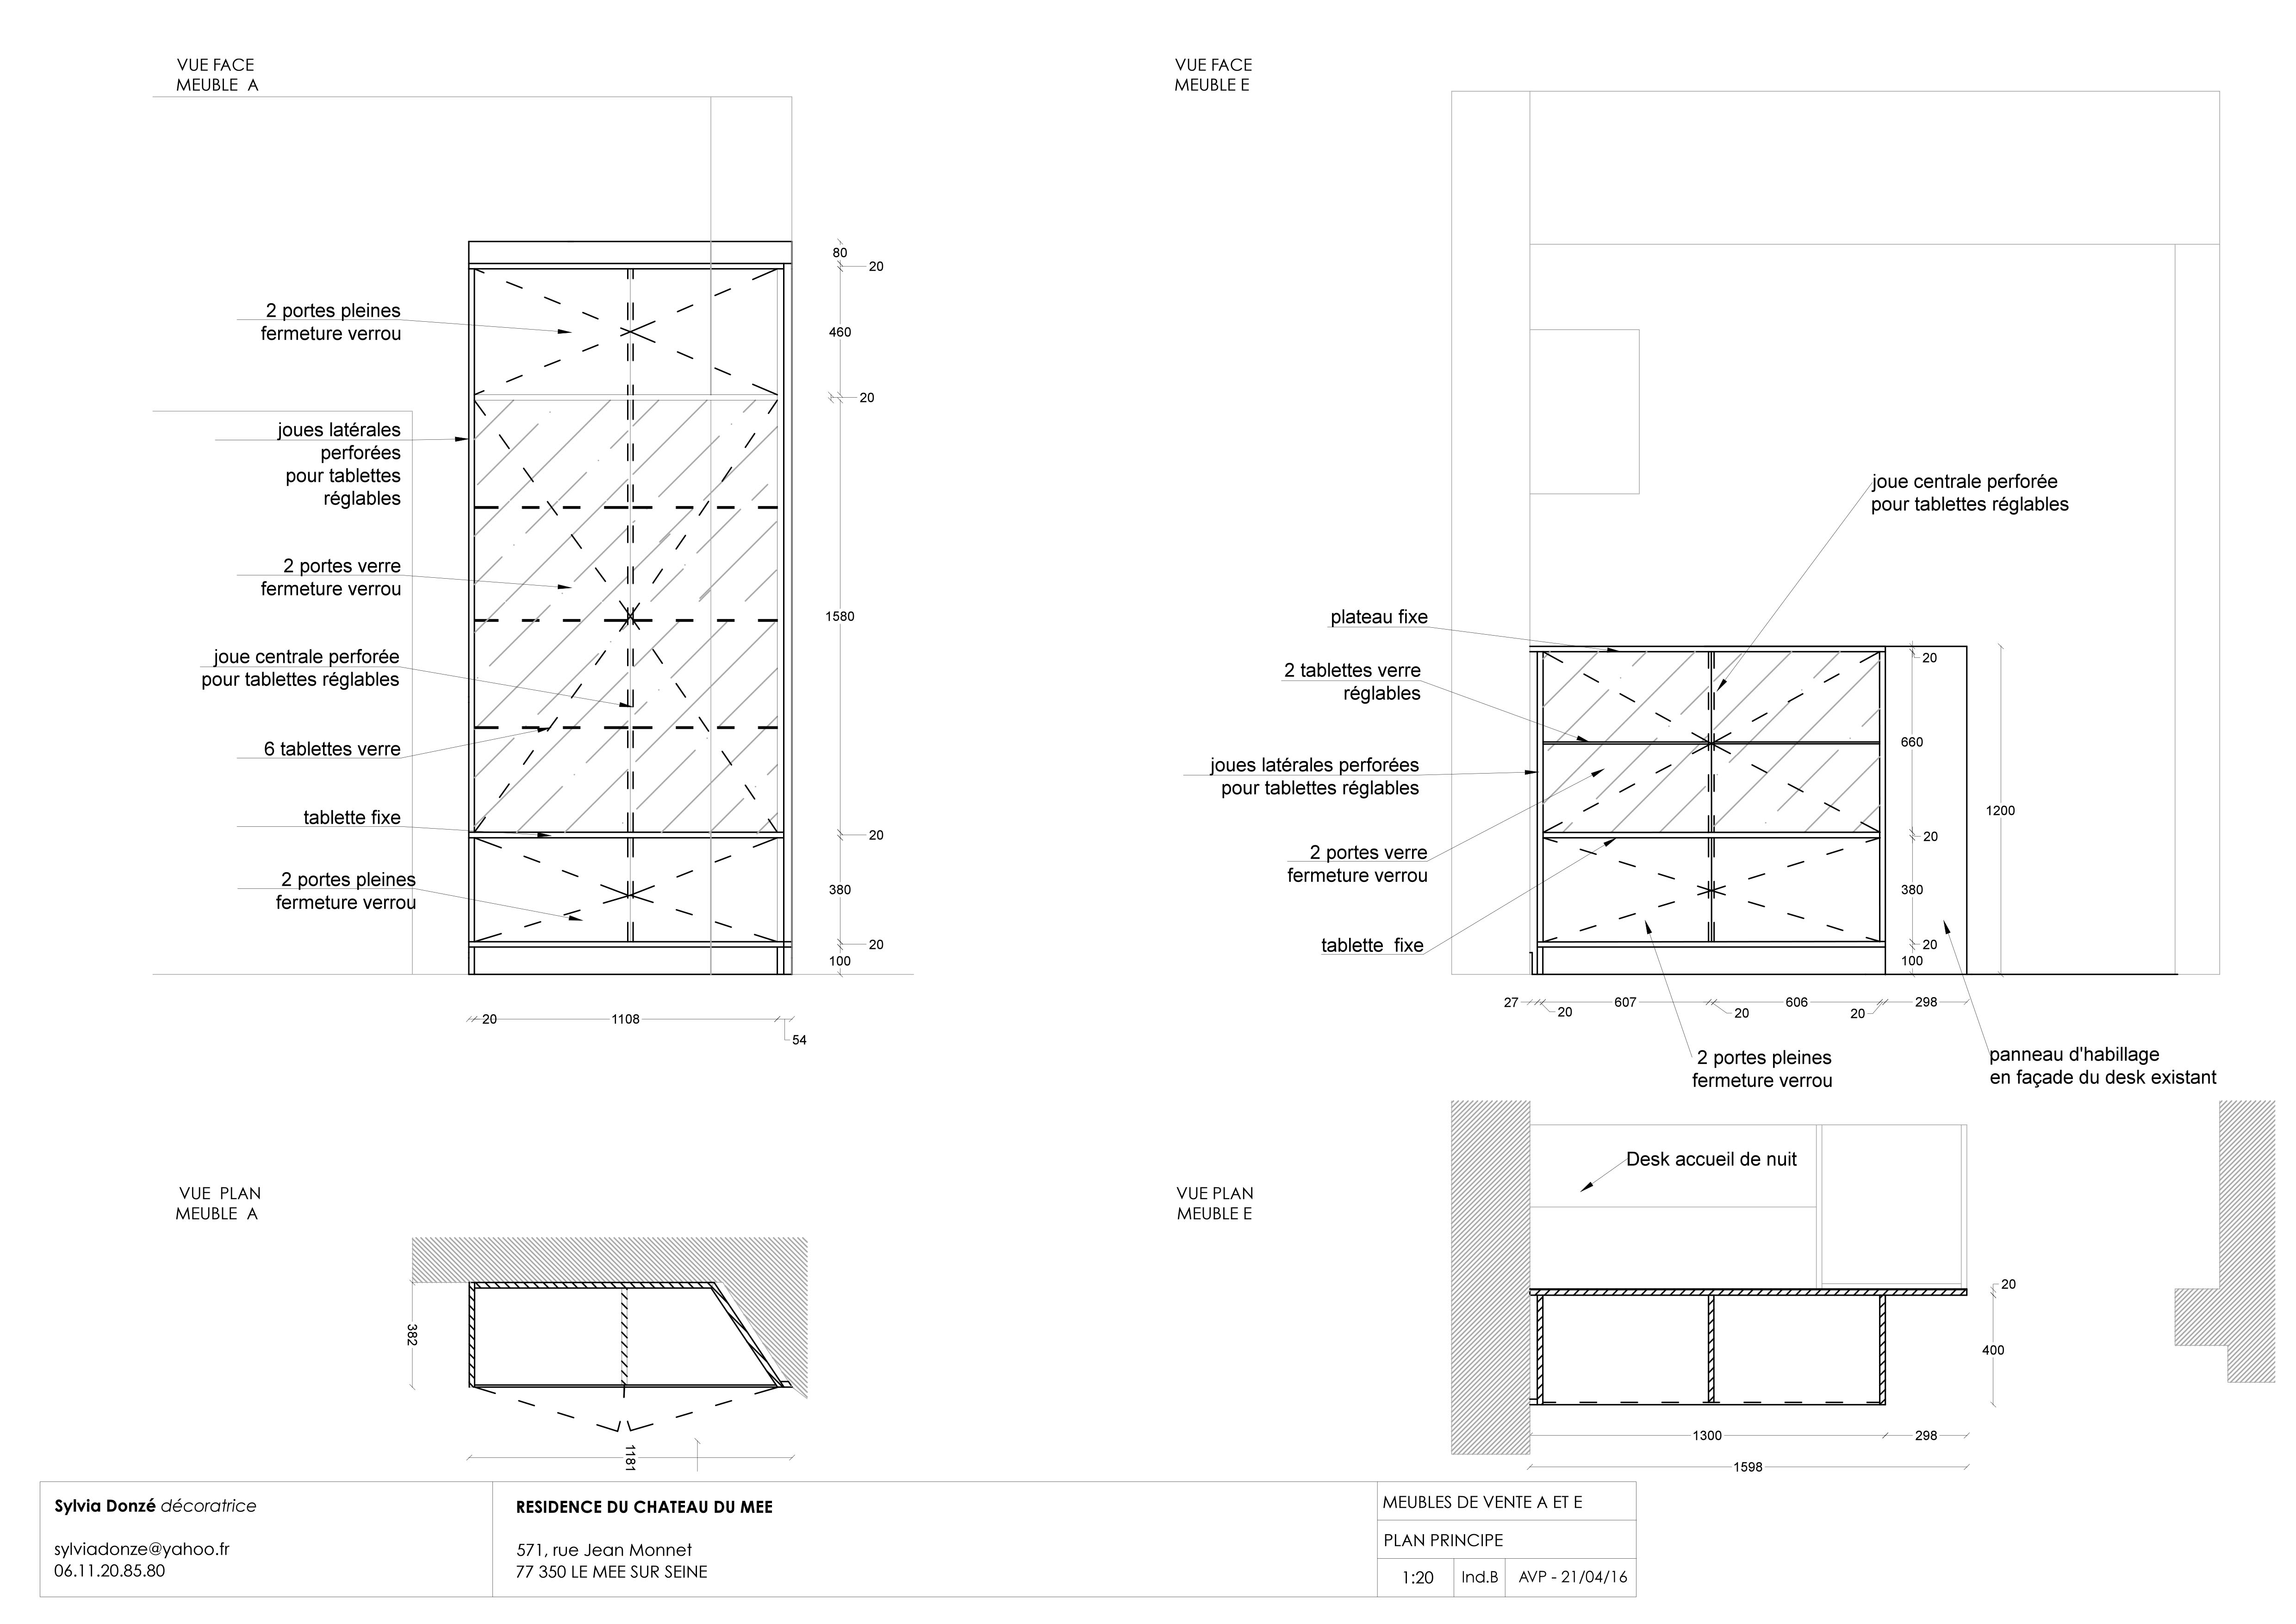 VUE FACE
MEUBLE A
2 portes pleines
fermeture verrou
joues latérales
perforées
pour tablettes
réglables
2 portes verre
fermeture verrou
joue centrale perforée
pour tablettes réglables
6 tablettes verre
tablette fixe
2 portes pleines
fermeture verrou
80
20
460
20
1580
20
380
20
100
20
1108
54
VUE FACE
MEUBLE E
joue centrale perforée
pour tablettes réglables
plateau fixe
2 tablettes verre
réglables
joues latérales perforées
pour tablettes réglables
2 portes verre
fermeture verrou
tablette fixe
20
660
1200
20
380
20
100
27
20
607
20
606
20
298
2 portes pleines
fermeture verrou
panneau d'habillage
en façade du desk existant
VUE PLAN
MEUBLE A
382
1181
VUE PLAN
MEUBLE E
Desk accueil de nuit
20
400
1300
298
1598
Sylvia Donzé décoratrice
sylviadonze@yahoo.fr
06.11.20.85.80
RESIDENCE DU CHATEAU DU MEE
571, rue Jean Monnet
77 350 LE MEE SUR SEINE
MEUBLES DE VENTE A ET E
PLAN PRINCIPE
1:20
Ind.B
AVP - 21/04/16